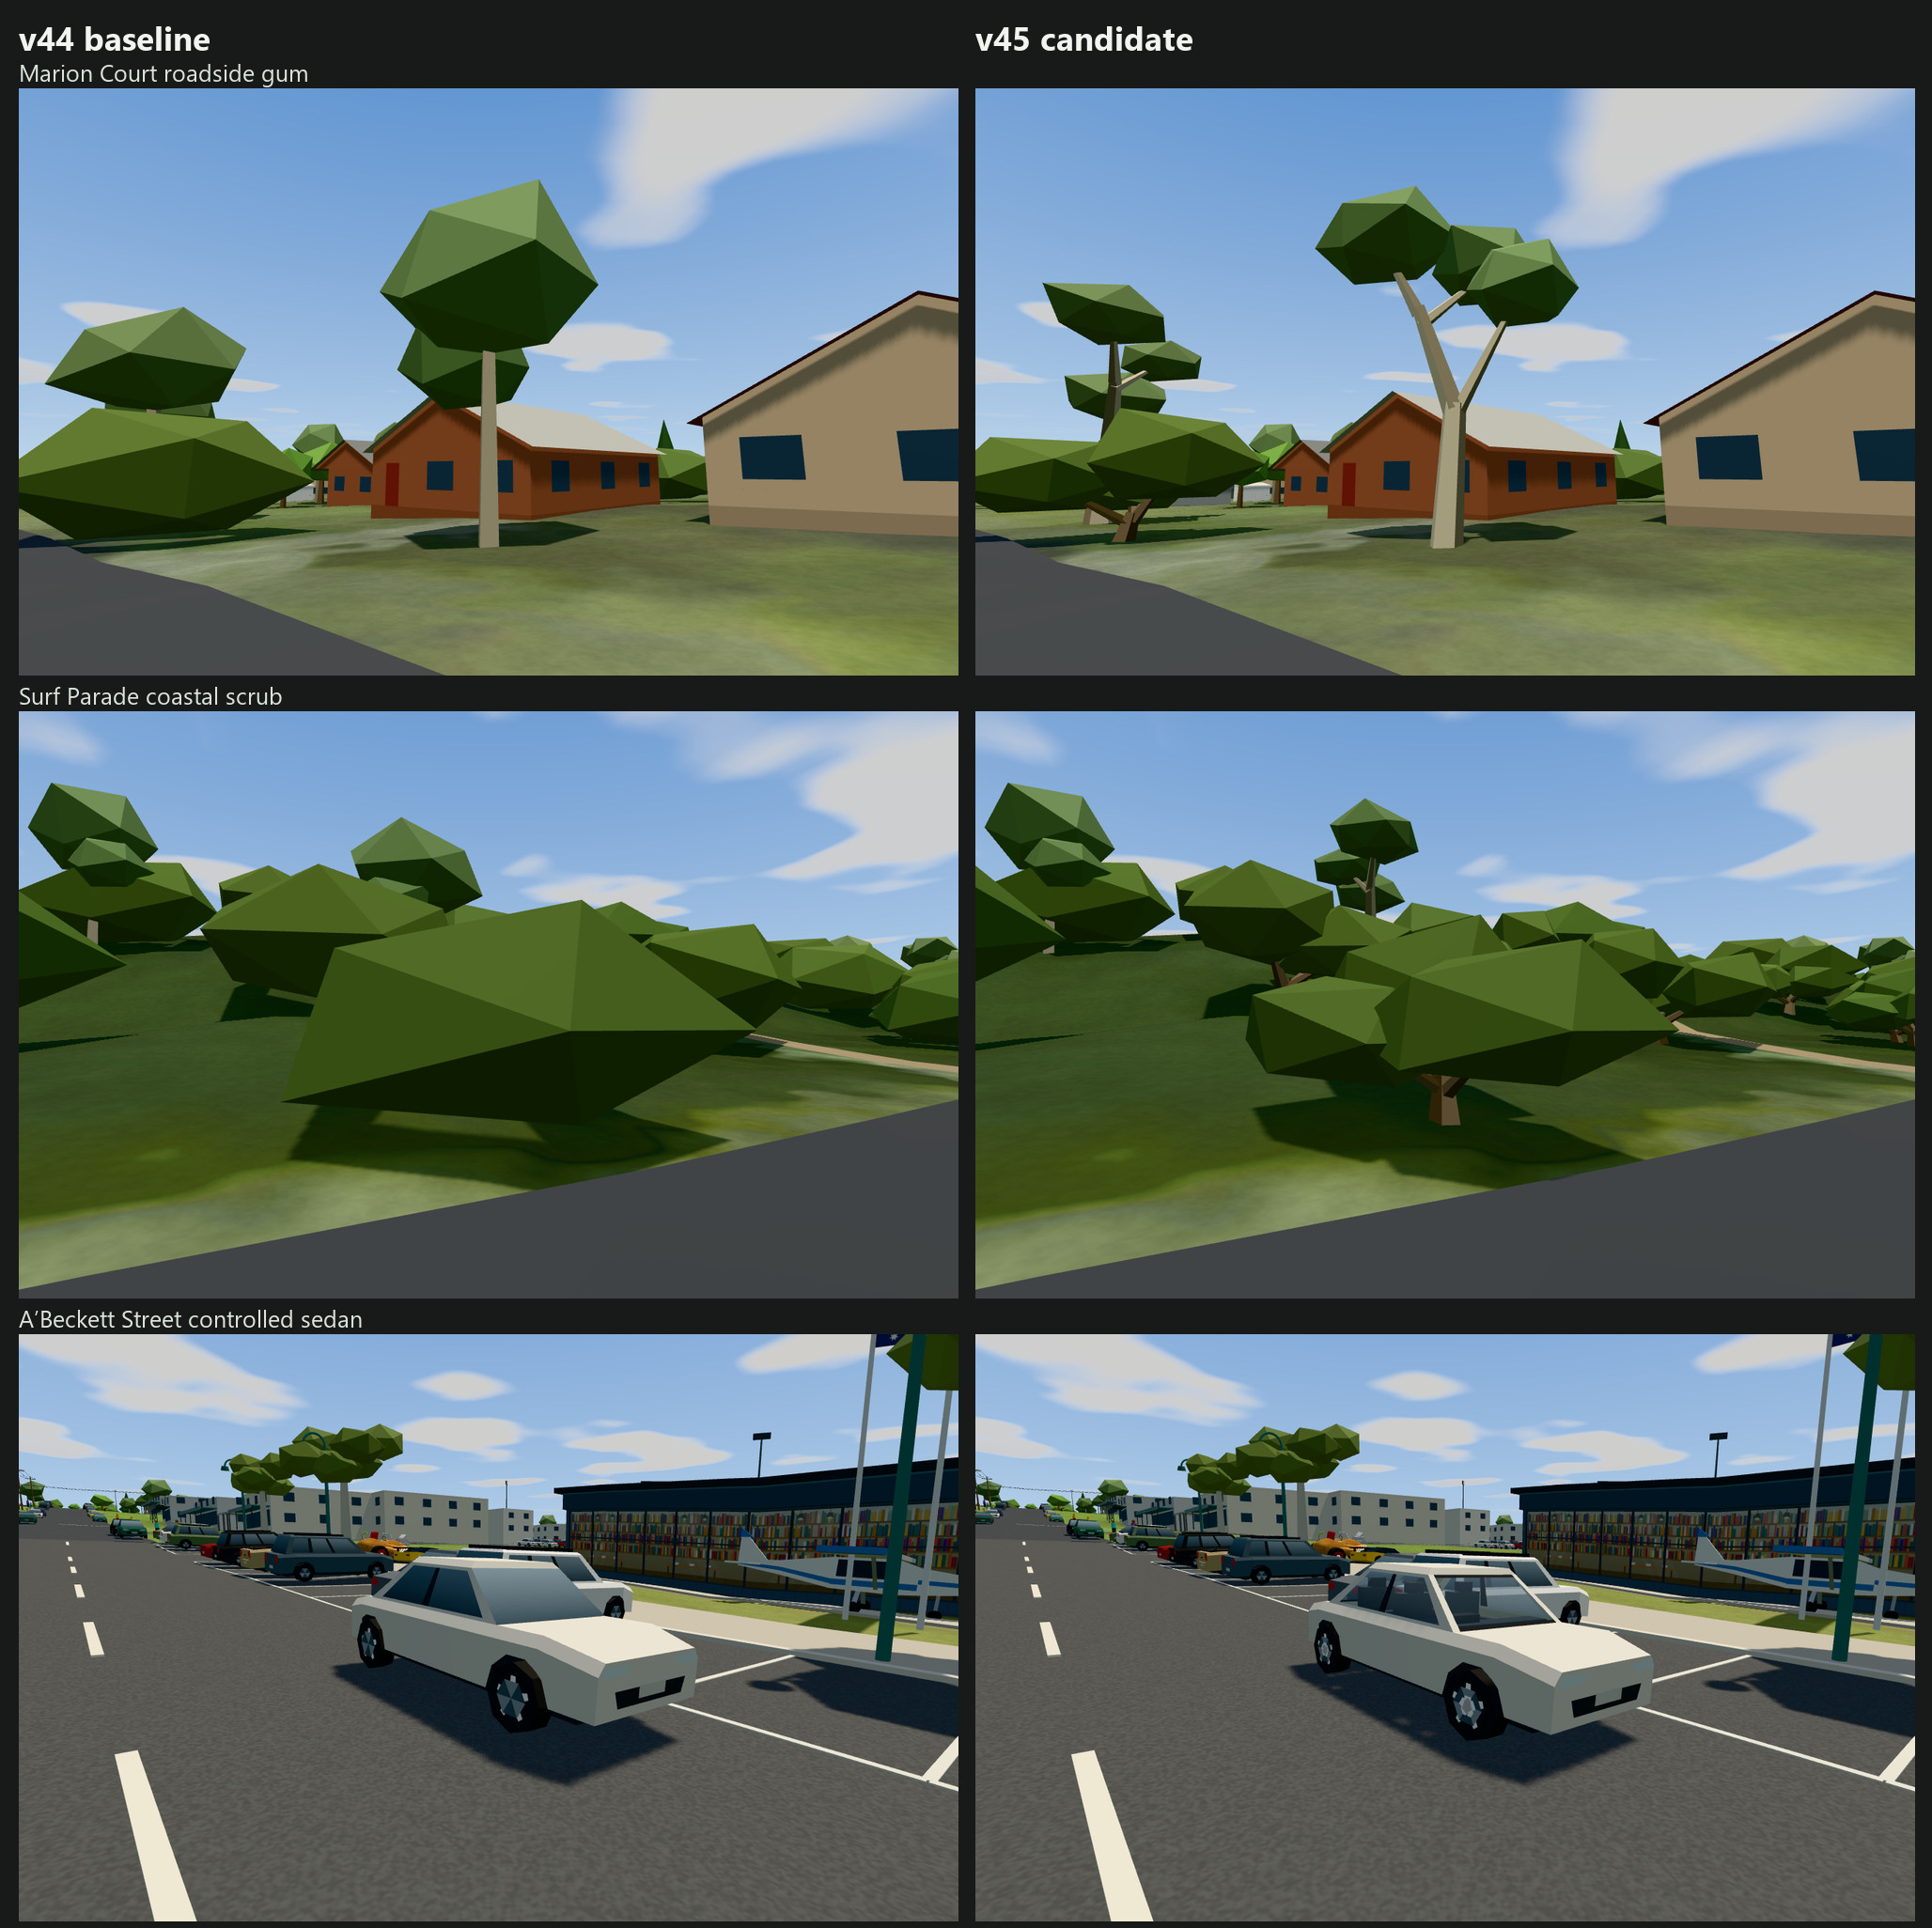 v44 baseline
v45 candidate
Marion Court roadside gum
Surf Parade coastal scrub
A’Beckett Street controlled sedan